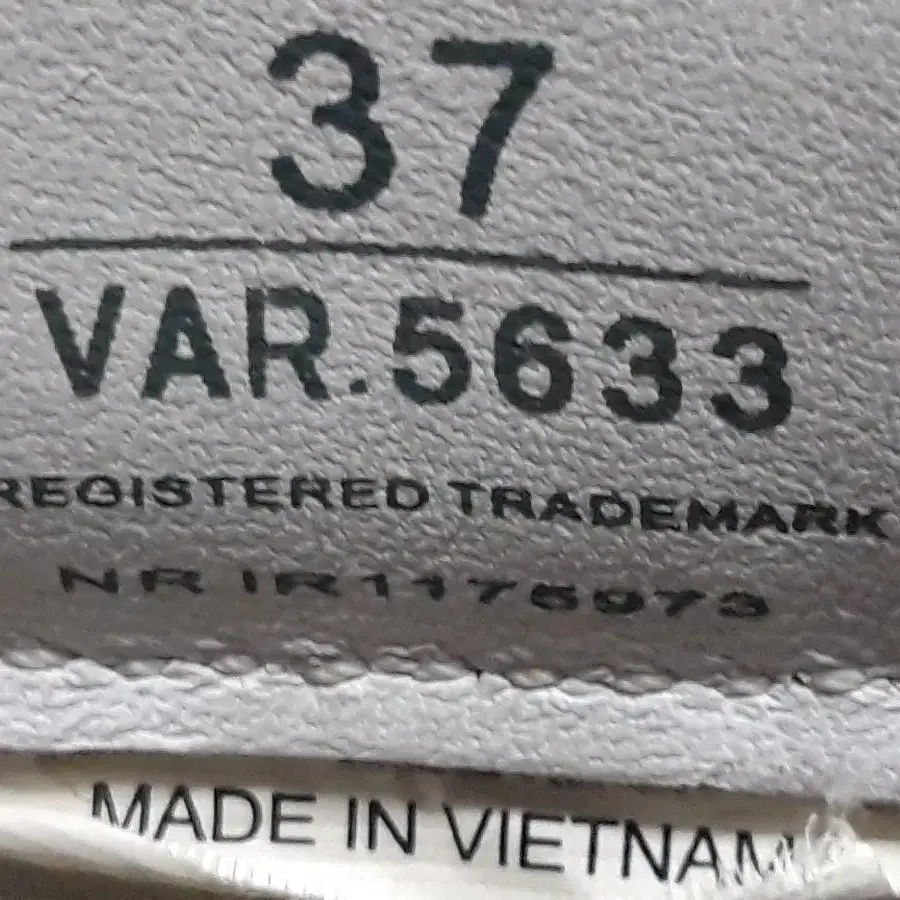 37
VAR.5633
REGISTERED TRADEMARK
NR IR1175973
MADE IN VIETNAM